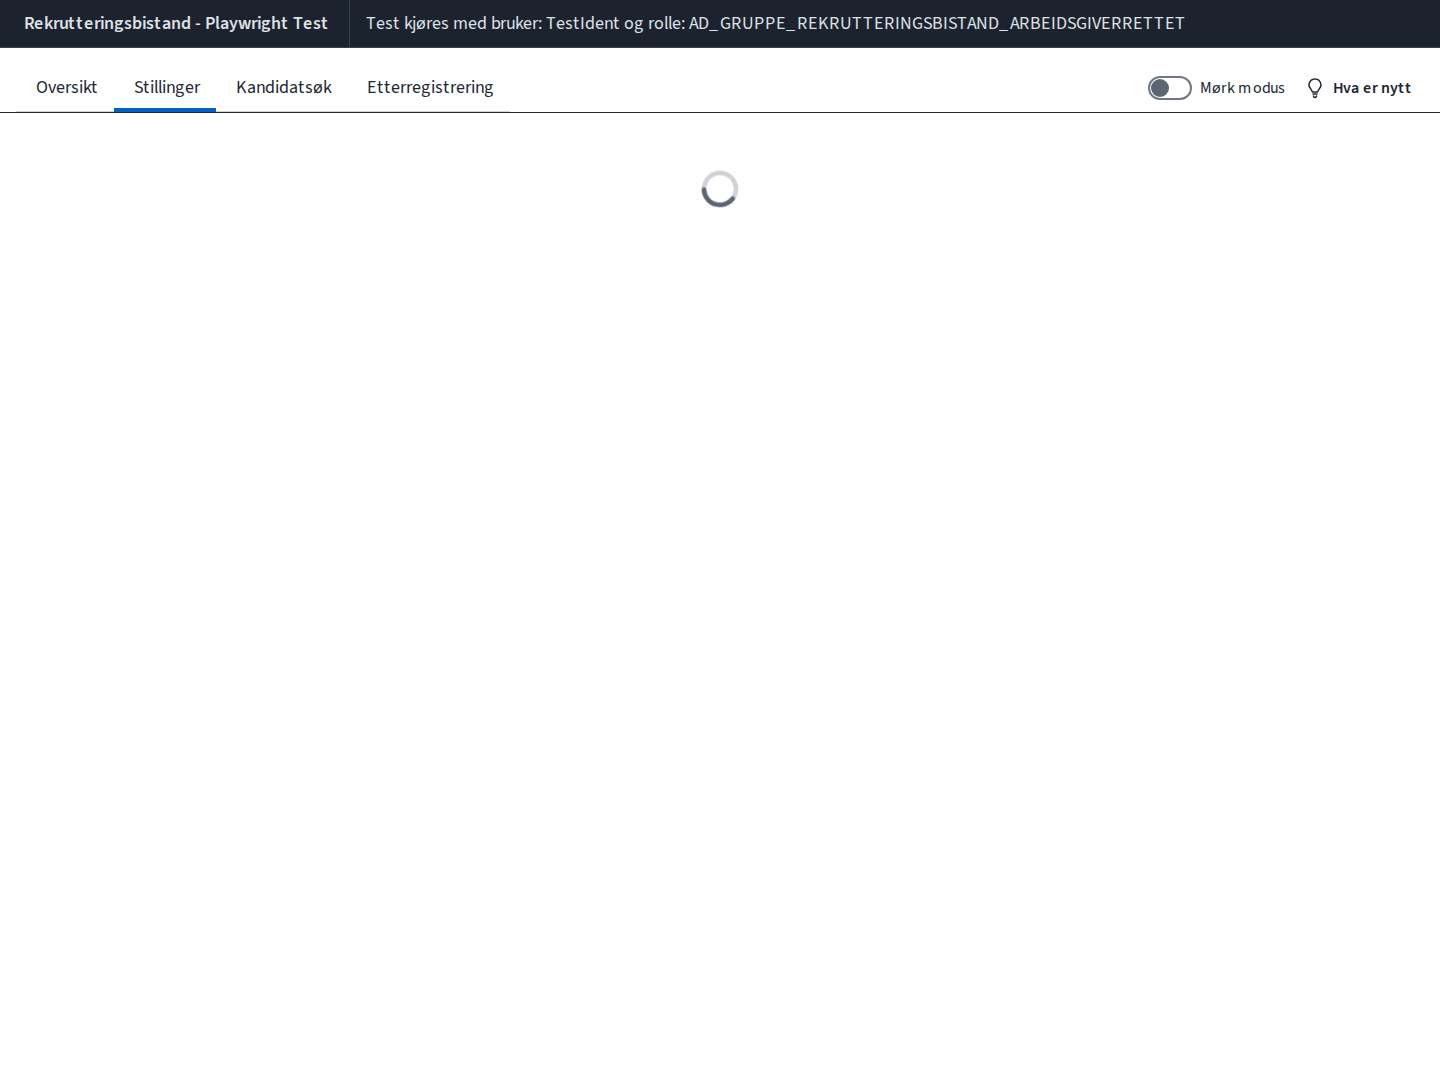 Rekrutteringsbistand - Playwright Test
Test kjøres med bruker: TestIdent og rolle: AD_GRUPPE_REKRUTTERINGSBISTAND_ARBEIDSGIVERRETTET
Oversikt
Stillinger
Kandidatsøk
Etterregistrering
Mørk modus
Hva er nytt